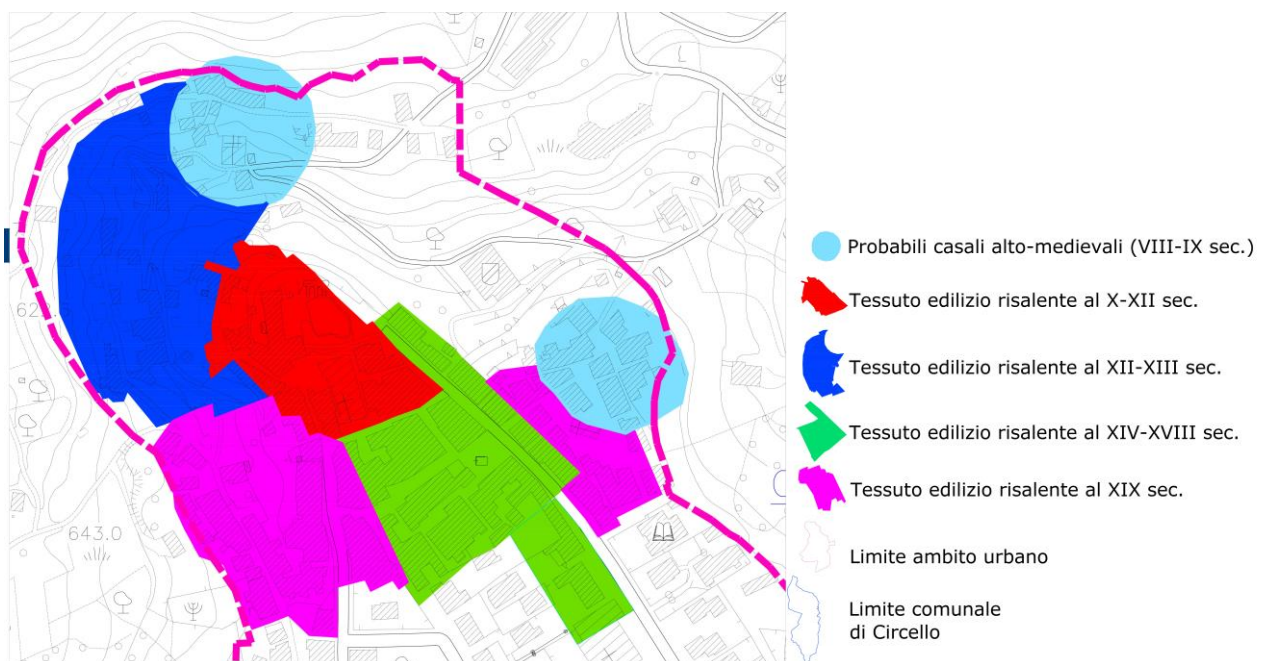 Probabili casali alto-medievali (VIII-IX sec.)
Tessuto edilizio risalente al X-XII sec.
Tessuto edilizio risalente al XII-XIII sec.
Tessuto edilizio risalente al XIV-XVIII sec.
Tessuto edilizio risalente al XIX sec.
Limite ambito urbano
Limite comunale
di Circello
643.0